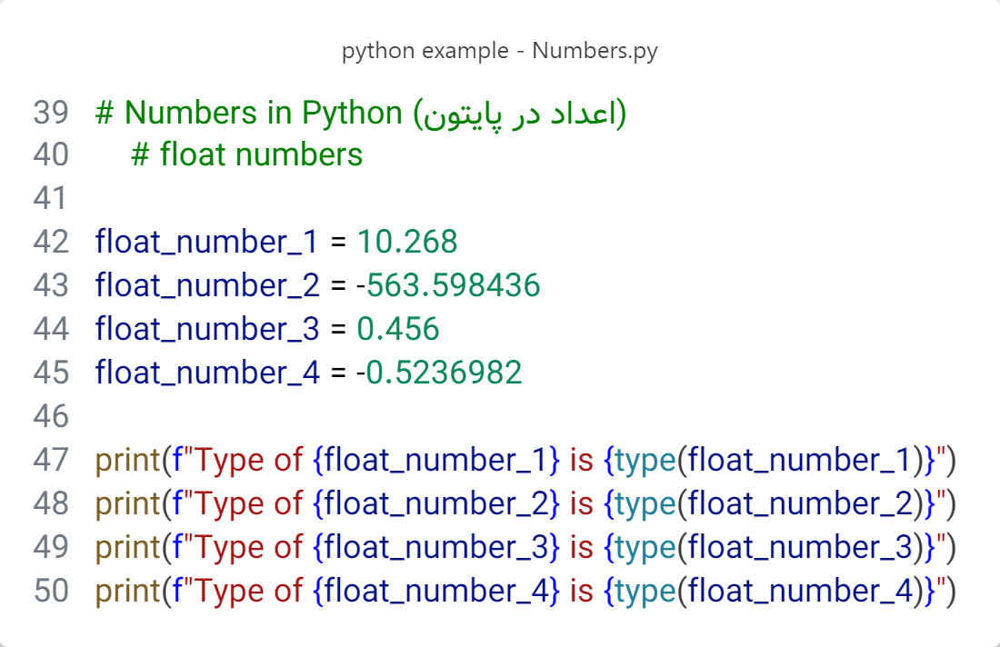 python example - Numbers.py
39 # Numbers in Python (اعداد در پایتون)
40     # float numbers
41
42 float_number_1 = 10.268
43 float_number_2 = -563.598436
44 float_number_3 = 0.456
45 float_number_4 = -0.5236982
46
47 print(f"Type of {float_number_1} is {type(float_number_1)}")
48 print(f"Type of {float_number_2} is {type(float_number_2)}")
49 print(f"Type of {float_number_3} is {type(float_number_3)}")
50 print(f"Type of {float_number_4} is {type(float_number_4)}")